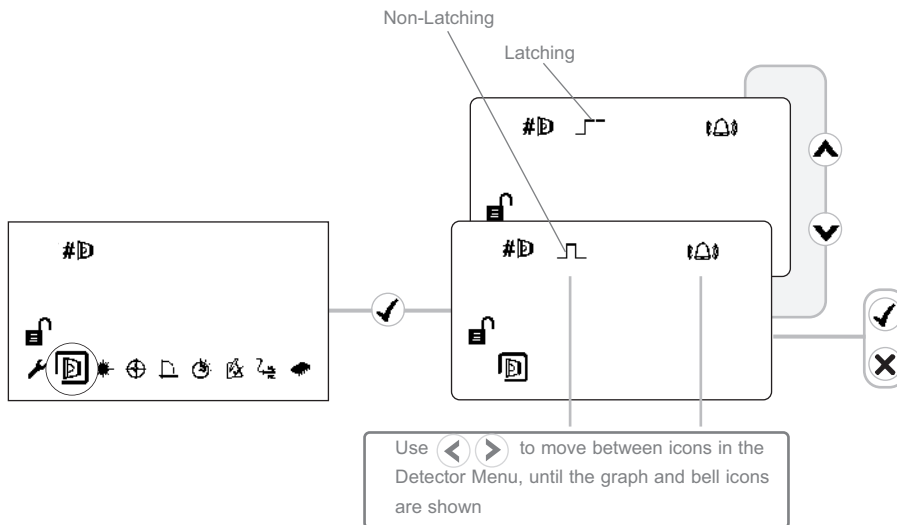 Non-Latching
Latching
#
#
#
Use to move between icons in the
Detector Menu, until the graph and bell icons
are shown